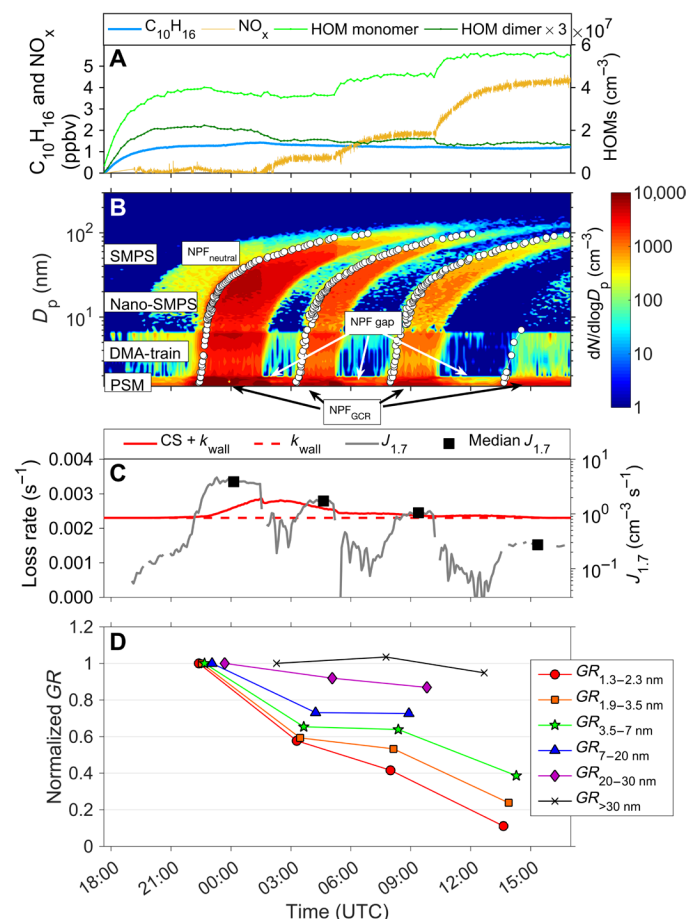 C10H16 NOx HOM monomer HOM dimer × 3 × 10^7
A
C10H16 and NOx
(ppbv)
5
4
3
2
1
0
6
4
2
0
HOMs (cm−3)
B
10,000
1000
100
10
1
dN/dlogDp (cm−3)
Dp (nm)
10^2
10^1
SMPS
NPFneutral
Nano-SMPS
NPF gap
DMA-train
PSM
NPFGCR
CS + kwall kwall J1.7 Median J1.7
C
Loss rate (s−1)
0.004
0.003
0.002
0.001
0.000
10^1
10^0
10^−1
J1.7 (cm−3 s−1)
D
Normalized GR
1.2
1
0.8
0.6
0.4
0.2
0
GR1.3–2.3 nm
GR1.9–3.5 nm
GR3.5–7 nm
GR7–20 nm
GR20–30 nm
GR>30 nm
18:00 21:00 00:00 03:00 06:00 09:00 12:00 15:00
Time (UTC)